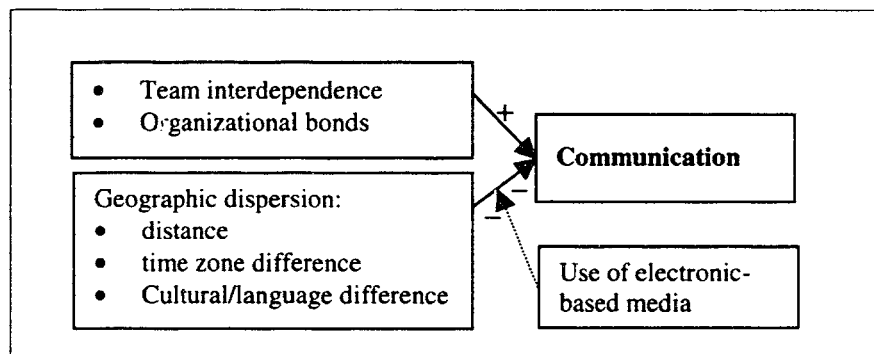 • Team interdependence
• Organizational bonds
+
Communication
Geographic dispersion:
• distance
• time zone difference
• Cultural/language difference
–
–
Use of electronic-
based media